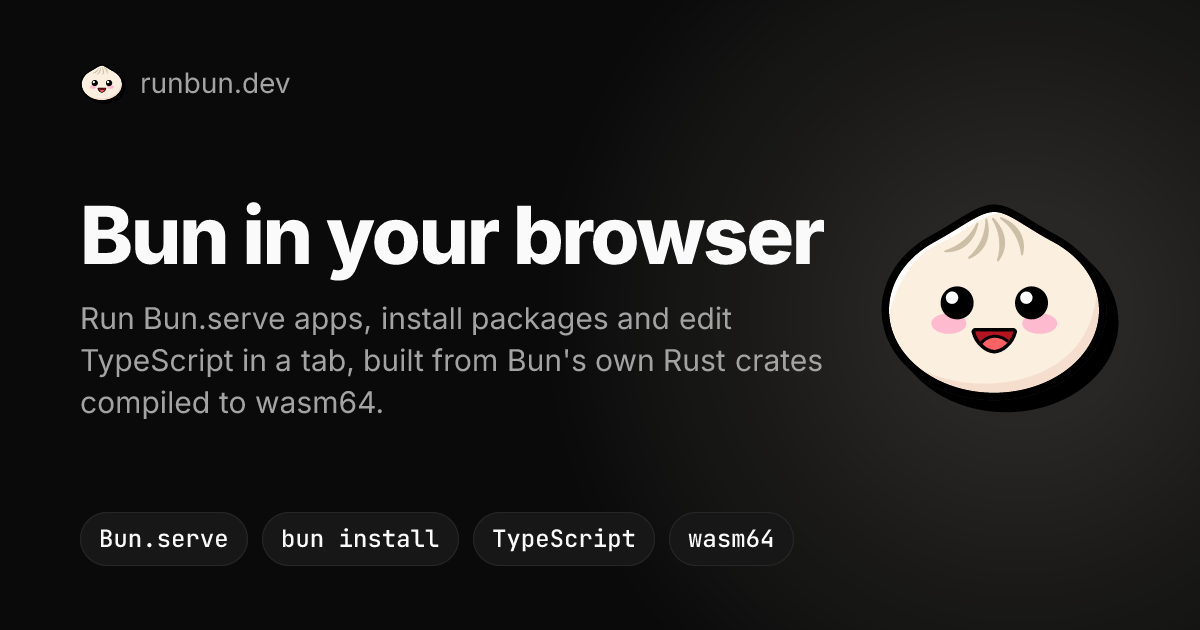 runbun.dev
Bun in your browser
Run Bun.serve apps, install packages and edit
TypeScript in a tab, built from Bun's own Rust crates
compiled to wasm64.
Bun.serve
bun install
TypeScript
wasm64